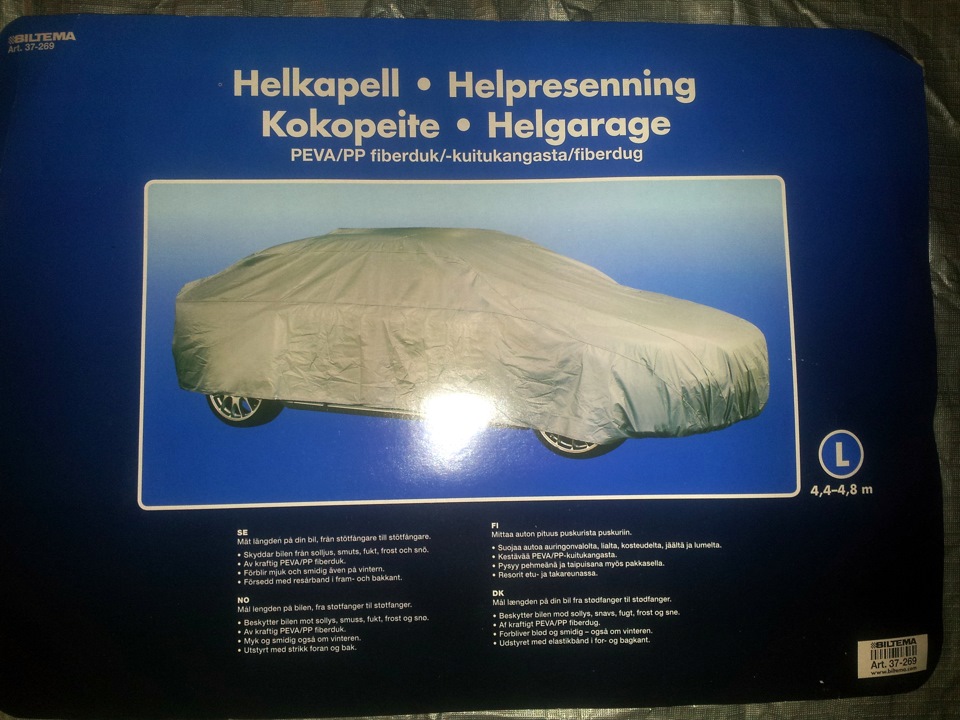 BILTEMA
Art. 37-269
Helkapell • Helpresenning
Kokopeite • Helgarage
PEVA/PP fiberduk/-kuitukangasta/fiberdug
L
4,4–4,8 m
SE
Mät längden på din bil, från stötfångare till stötfångare.
• Skyddar bilen från solljus, smuts, fukt, frost och snö.
• Av kraftig PEVA/PP fiberduk.
• Förblir mjuk och smidig även på vintern.
• Försedd med resårband i fram- och bakkant.
NO
Mål lengden på bilen, fra støtfanger til støtfanger.
• Beskytter bilen mot sollys, smuss, fukt, frost og snø.
• Av kraftig PEVA/PP fiberduk.
• Myk og smidig også om vinteren.
• Utstyrt med strikk foran og bak.
FI
Mittaa auton pituus puskurista puskuriin.
• Suojaa autoa auringonvalolta, lialta, kosteudelta, jäältä ja lumelta.
• Kestävää PEVA/PP-kuitukangasta.
• Pysyy pehmeänä ja taipuisana myös pakkasella.
• Resorit etu- ja takareunassa.
DK
Mål længden på din bil fra stødfanger til stødfanger.
• Beskytter bilen mod sollys, snavs, fugt, frost og sne.
• Af kraftigt PEVA/PP fiberdug.
• Forbliver blød og smidig – også om vinteren.
• Udstyret med elastikbånd i for- og bagkant.
BILTEMA
Art. 37-269
www.biltema.com